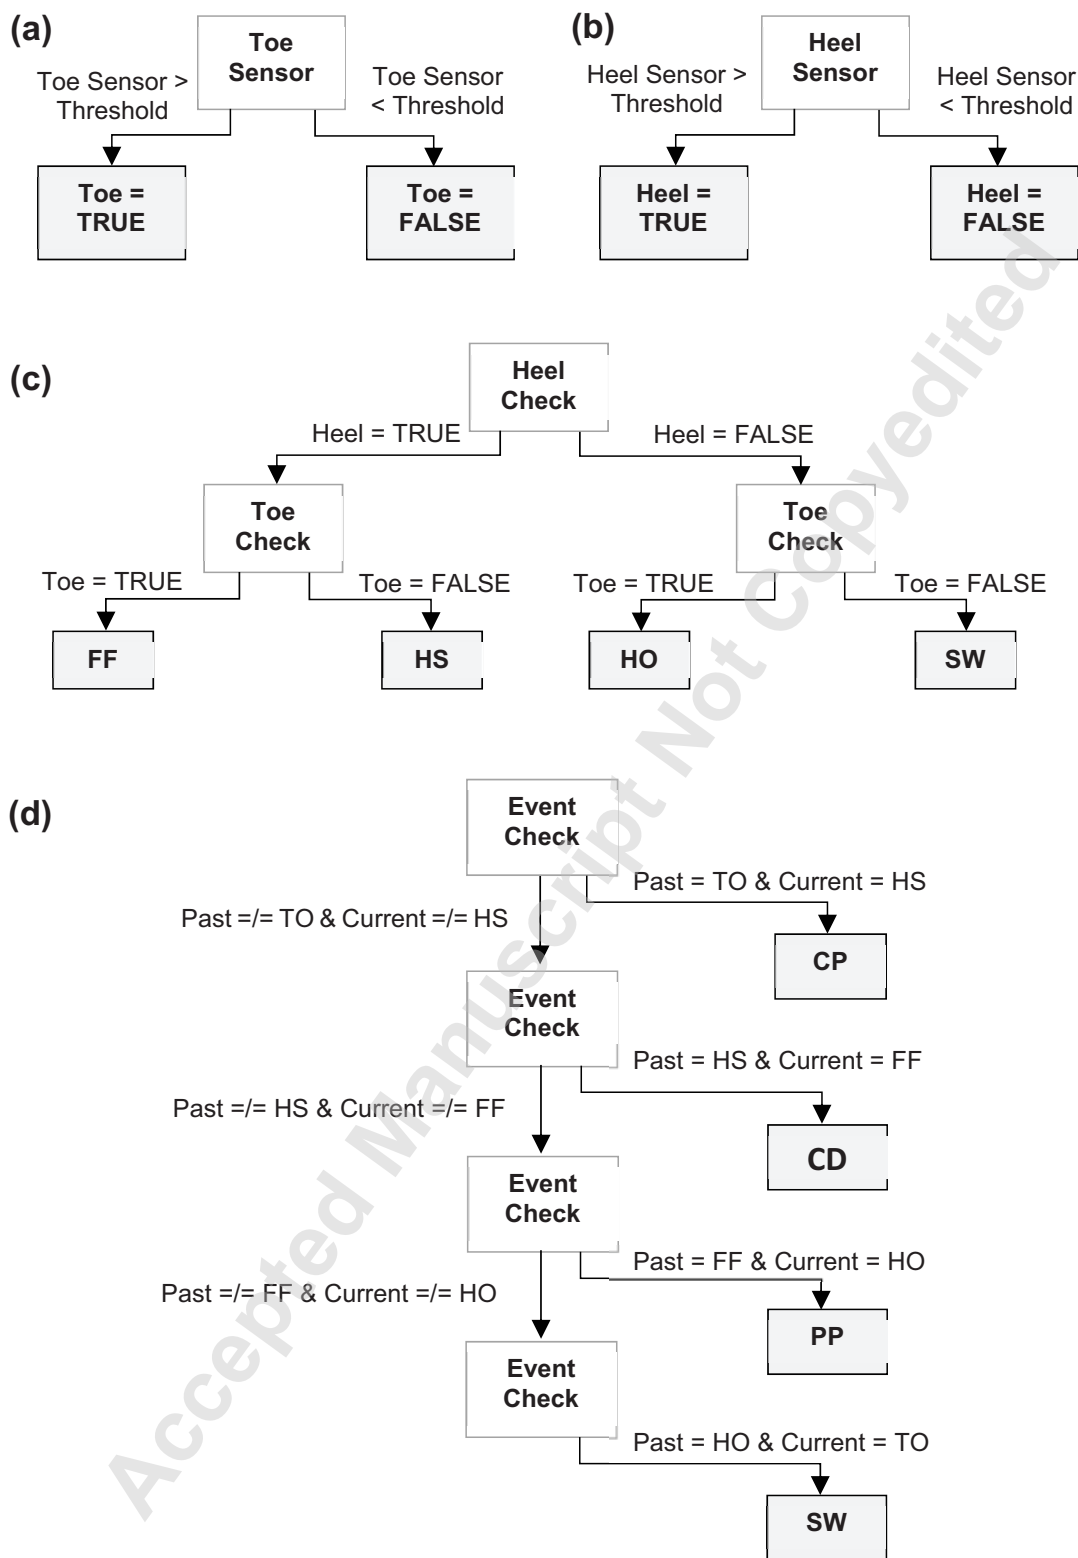 (a)
Toe
Sensor
Toe Sensor >
Threshold
Toe Sensor
< Threshold
Toe =
TRUE
Toe =
FALSE
(b)
Heel
Sensor
Heel Sensor >
Threshold
Heel Sensor
< Threshold
Heel =
TRUE
Heel =
FALSE
(c)
Heel
Check
Heel = TRUE
Heel = FALSE
Toe
Check
Toe
Check
Toe = TRUE
Toe = FALSE
Toe = TRUE
Toe = FALSE
FF
HS
HO
SW
(d)
Event
Check
Past = TO & Current = HS
Past =/= TO & Current =/= HS
CP
Event
Check
Past = HS & Current = FF
Past =/= HS & Current =/= FF
CD
Event
Check
Past = FF & Current = HO
Past =/= FF & Current =/= HO
PP
Event
Check
Past = HO & Current = TO
SW
Accepted Manuscript Not Copyedited